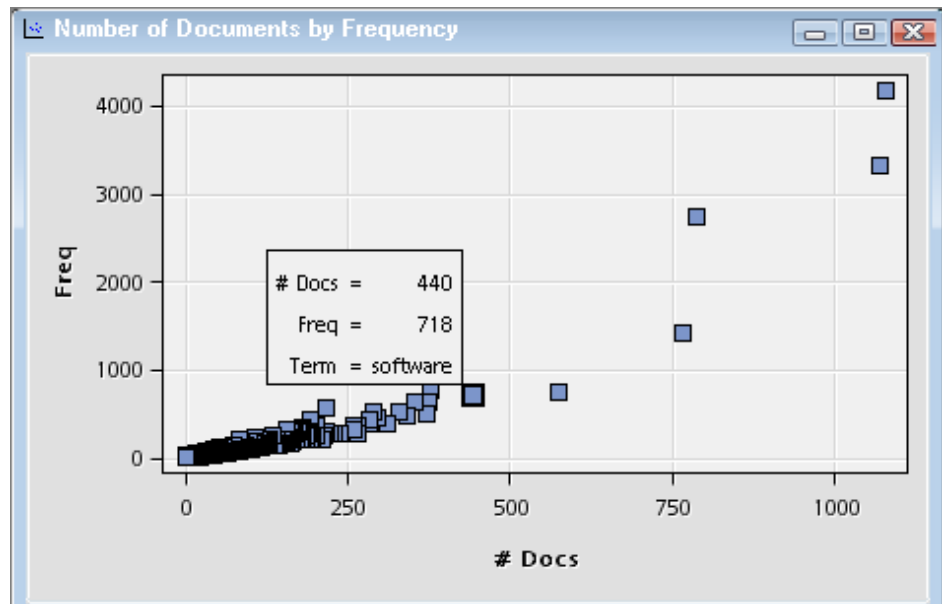 Number of Documents by Frequency
4000
3000
2000
1000
0
Freq
# Docs = 440
Freq = 718
Term = software
0 250 500 750 1000
# Docs